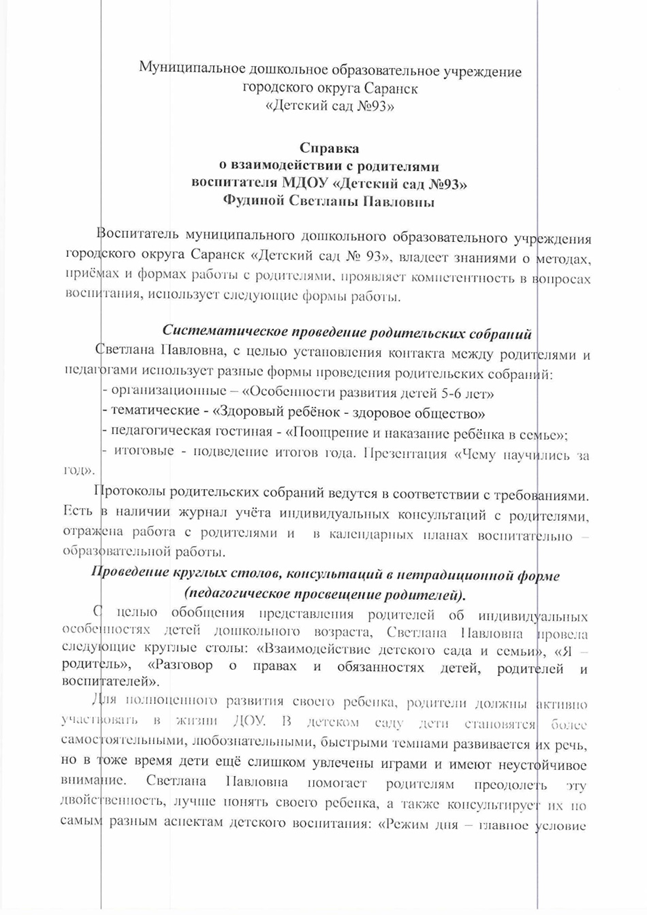 Муниципальное дошкольное образовательное учреждение
городского округа Саранск
«Детский сад №93»
Справка
о взаимодействии с родителями
воспитателя МДОУ «Детский сад №93»
Фудиной Светланы Павловны
Воспитатель муниципального дошкольного образовательного учреждения
городского округа Саранск «Детский сад № 93», владеет знаниями о методах,
приёмах и формах работы с родителями, проявляет компетентность в вопросах
воспитания, использует следующие формы работы.
Систематическое проведение родительских собраний
Светлана Павловна, с целью установления контакта между родителями и
педагогами использует разные формы проведения родительских собраний:
- организационные – «Особенности развития детей 5-6 лет»
- тематические - «Здоровый ребёнок - здоровое общество»
- педагогическая гостиная - «Поощрение и наказание ребёнка в семье»;
- итоговые - подведение итогов года. Презентация «Чему научились за
год».
Протоколы родительских собраний ведутся в соответствии с требованиями.
Есть в наличии журнал учёта индивидуальных консультаций с родителями,
отражена работа с родителями и в календарных планах воспитательно –
образовательной работы.
Проведение круглых столов, консультаций в нетрадиционной форме
(педагогическое просвещение родителей).
С целью обобщения представления родителей об индивидуальных
особенностях детей дошкольного возраста, Светлана Павловна провела
следующие круглые столы: «Взаимодействие детского сада и семьи», «Я –
родитель», «Разговор о правах и обязанностях детей, родителей и
воспитателей».
Для полноценного развития своего ребенка, родители должны активно
участвовать в жизни ДОУ. В детском саду дети становятся более
самостоятельными, любознательными, быстрыми темпами развивается их речь,
но в тоже время дети ещё слишком увлечены играми и имеют неустойчивое
внимание. Светлана Павловна помогает родителям преодолеть эту
двойственность, лучше понять своего ребенка, а также консультирует их по
самым разным аспектам детского воспитания: «Режим дня – главное условие